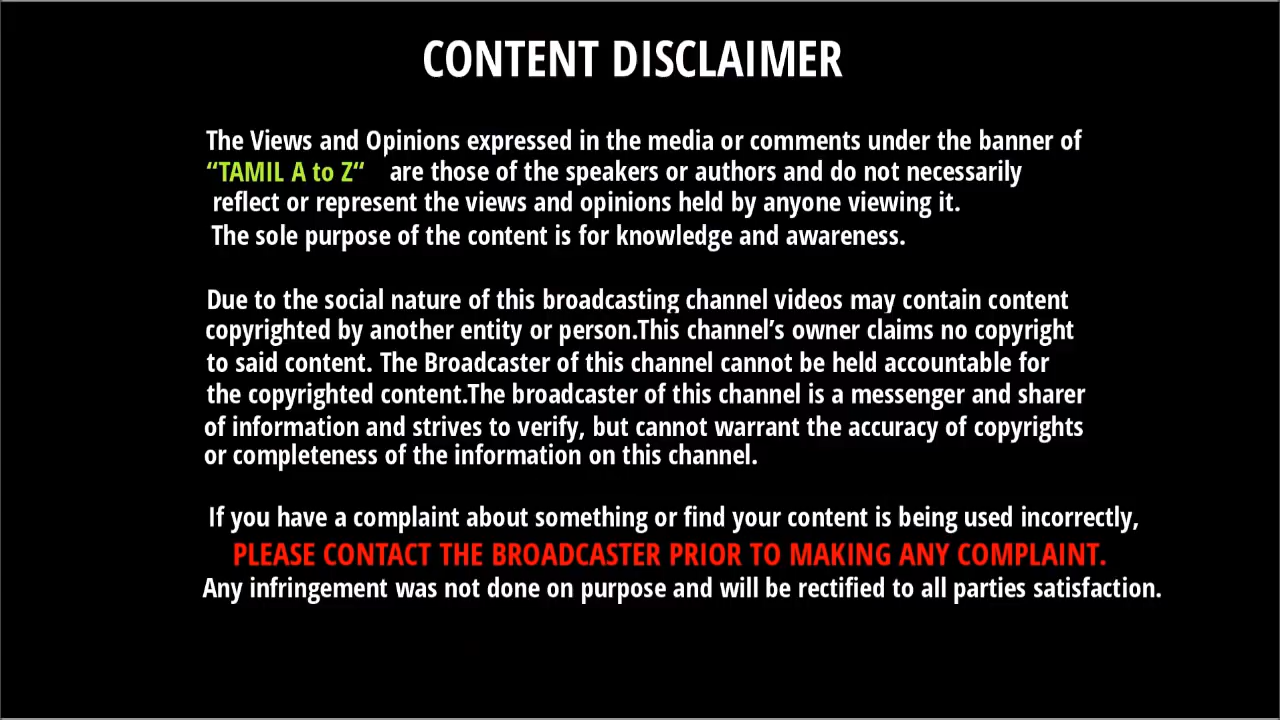 CONTENT DISCLAIMER
The Views and Opinions expressed in the media or comments under the banner of
“TAMIL A to Z“ are those of the speakers or authors and do not necessarily
reflect or represent the views and opinions held by anyone viewing it.
The sole purpose of the content is for knowledge and awareness.
Due to the social nature of this broadcasting channel videos may contain content
copyrighted by another entity or person.This channel’s owner claims no copyright
to said content. The Broadcaster of this channel cannot be held accountable for
the copyrighted content.The broadcaster of this channel is a messenger and sharer
of information and strives to verify, but cannot warrant the accuracy of copyrights
or completeness of the information on this channel.
If you have a complaint about something or find your content is being used incorrectly,
PLEASE CONTACT THE BROADCASTER PRIOR TO MAKING ANY COMPLAINT.
Any infringement was not done on purpose and will be rectified to all parties satisfaction.